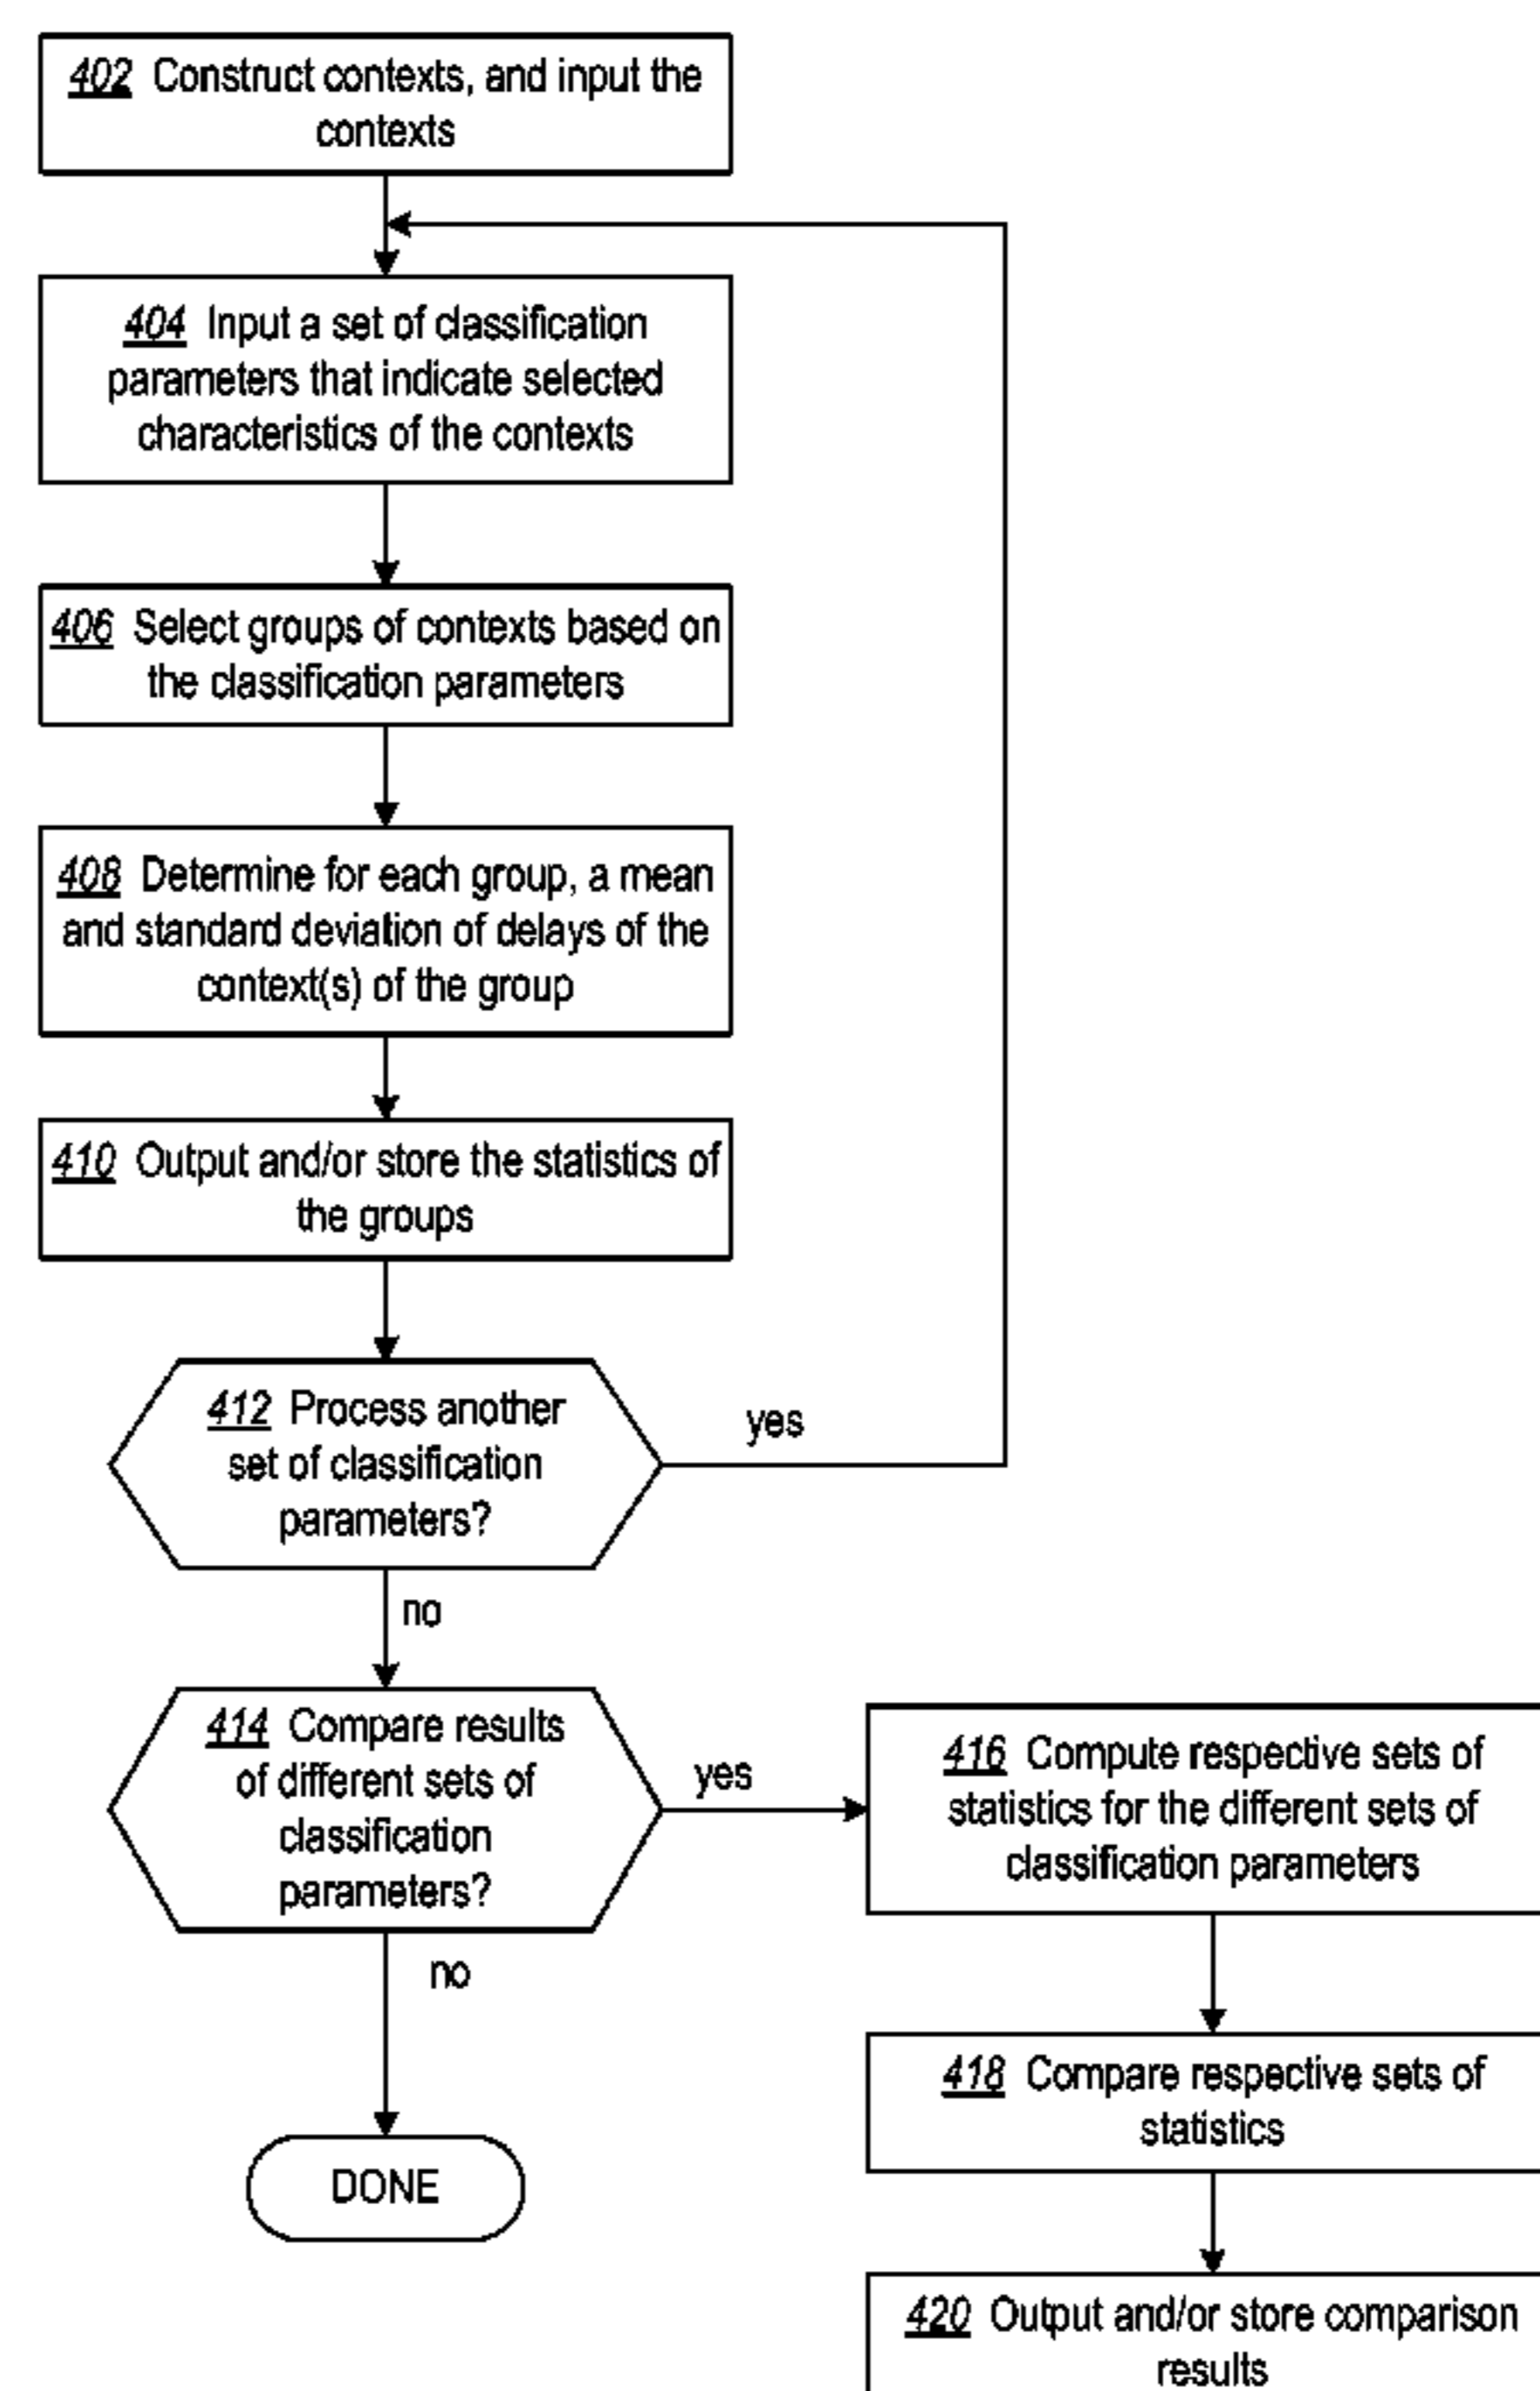 402 Construct contexts, and input the
contexts
404 Input a set of classification
parameters that indicate selected
characteristics of the contexts
406 Select groups of contexts based on
the classification parameters
408 Determine for each group, a mean
and standard deviation of delays of the
context(s) of the group
410 Output and/or store the statistics of
the groups
412 Process another
set of classification
parameters?
yes
no
414 Compare results
of different sets of
classification
parameters?
yes
no
416 Compute respective sets of
statistics for the different sets of
classification parameters
418 Compare respective sets of
statistics
DONE
420 Output and/or store comparison
results